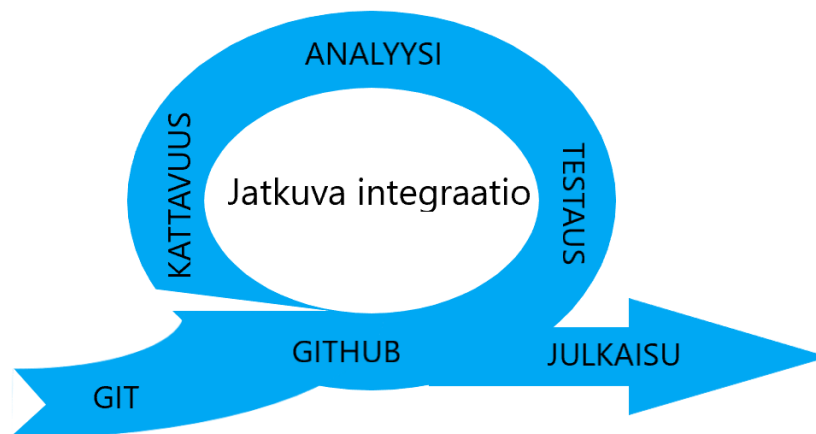 ANALYYSI
KATTAVUUS
Jatkuva integraatio
TESTAUS
GITHUB
JULKAISU
GIT